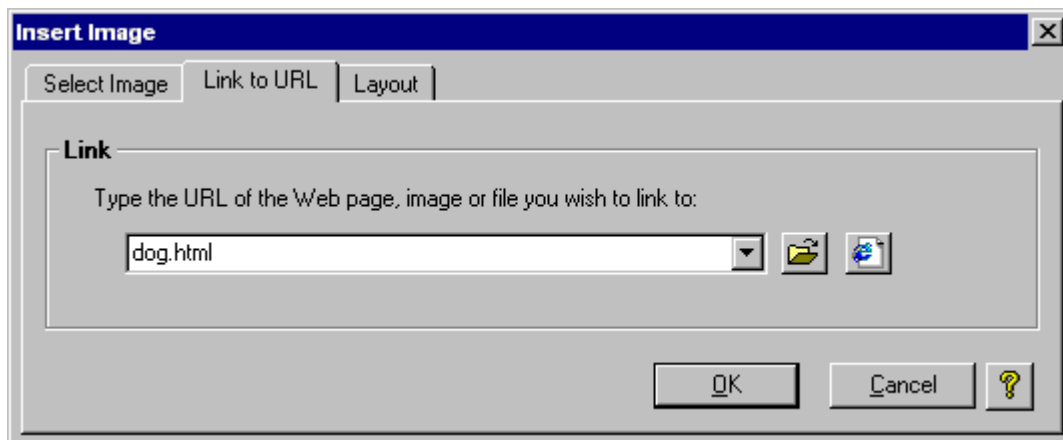 Insert Image
Select Image Link to URL Layout
Link
Type the URL of the Web page, image or file you wish to link to:
dog.html
OK Cancel